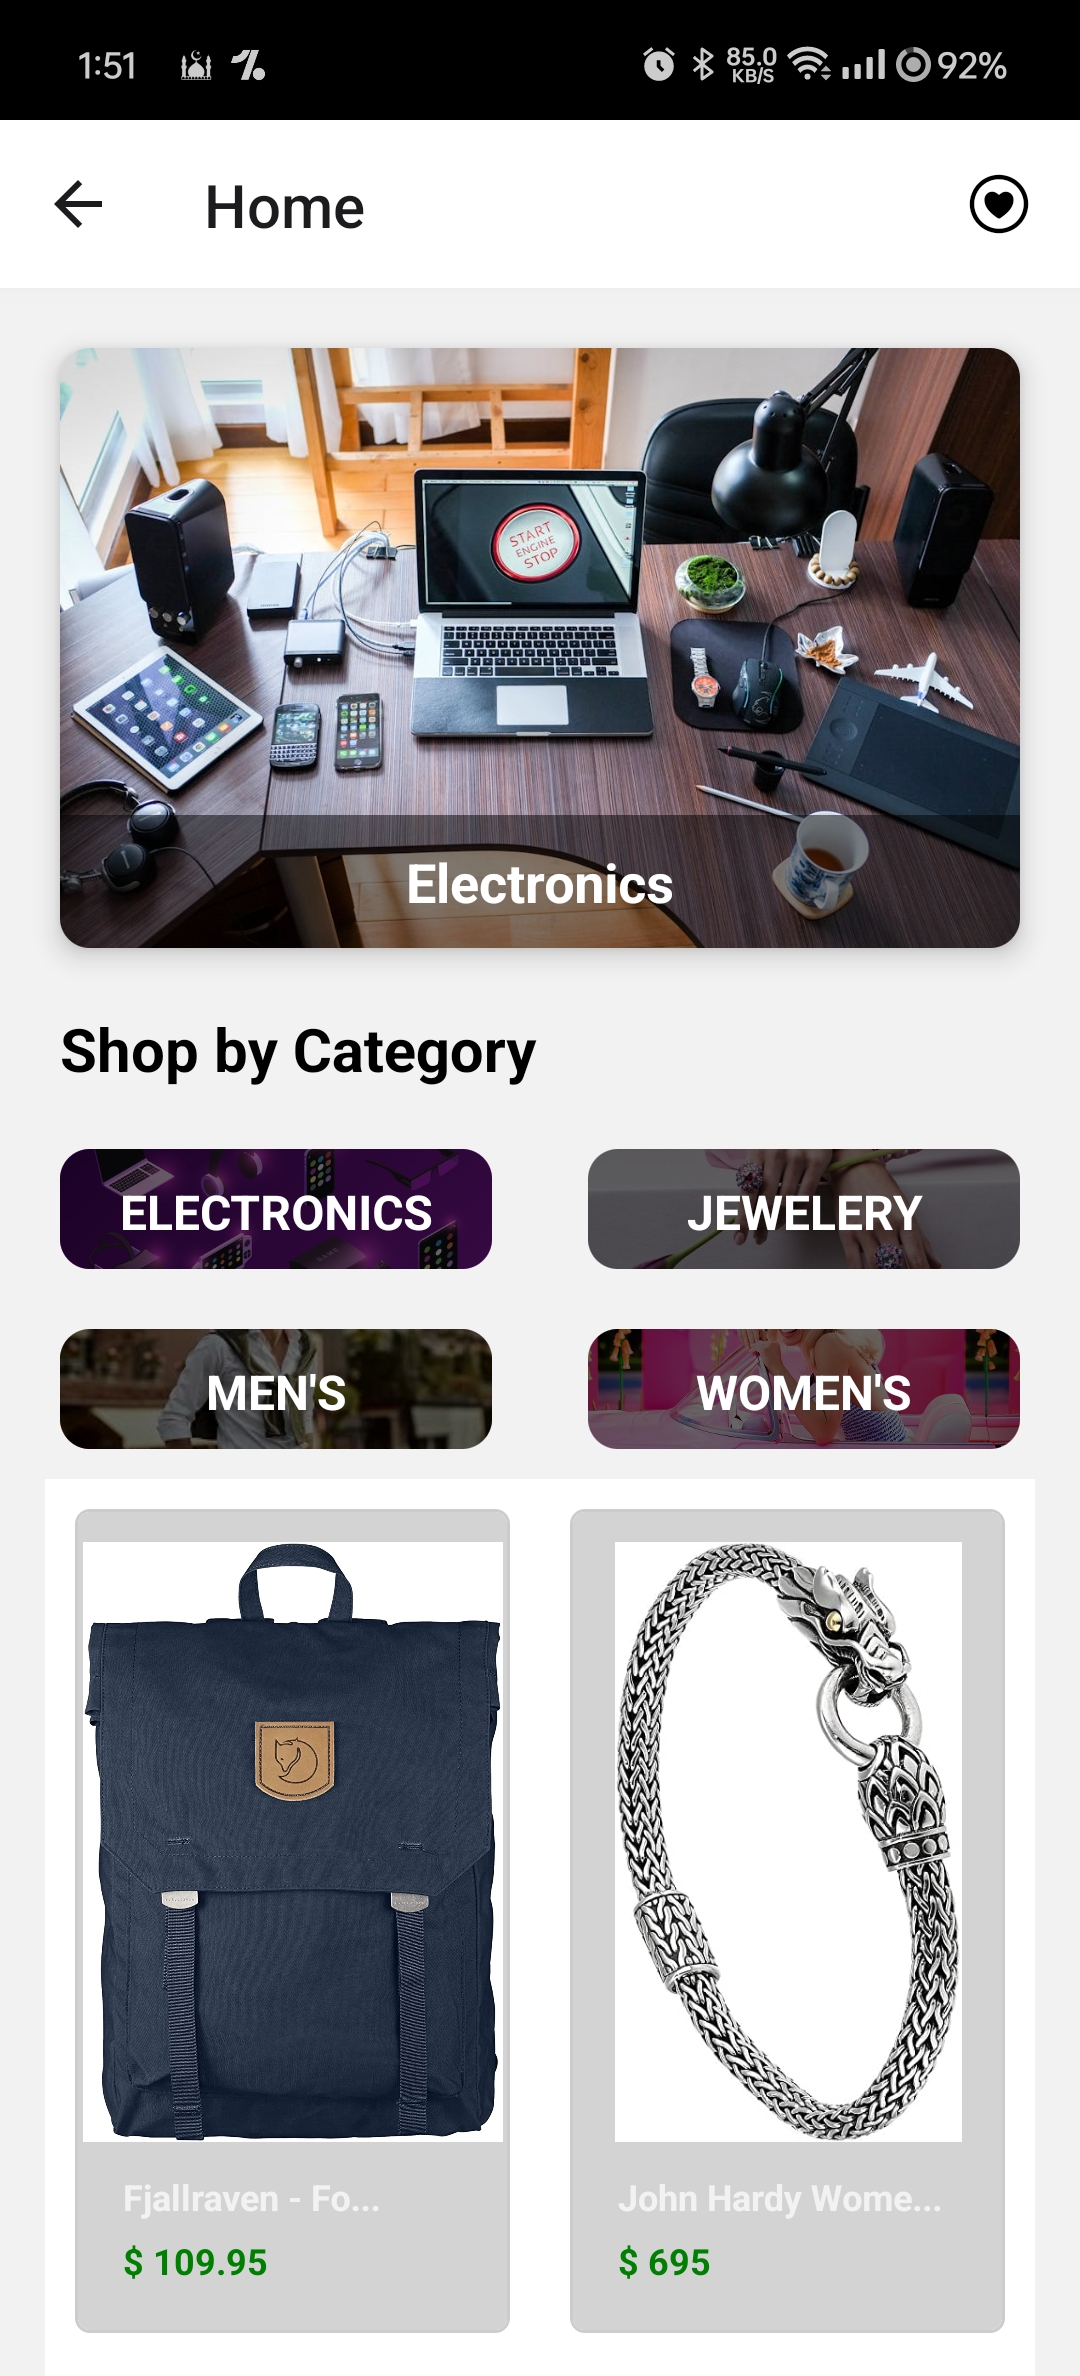 1:51
85.0
KB/S
92%
Home
START
ENGINE
STOP
Electronics
Shop by Category
ELECTRONICS
JEWELERY
MEN'S
WOMEN'S
Fjallraven - Fo...
John Hardy Wome...
$ 109.95
$ 695